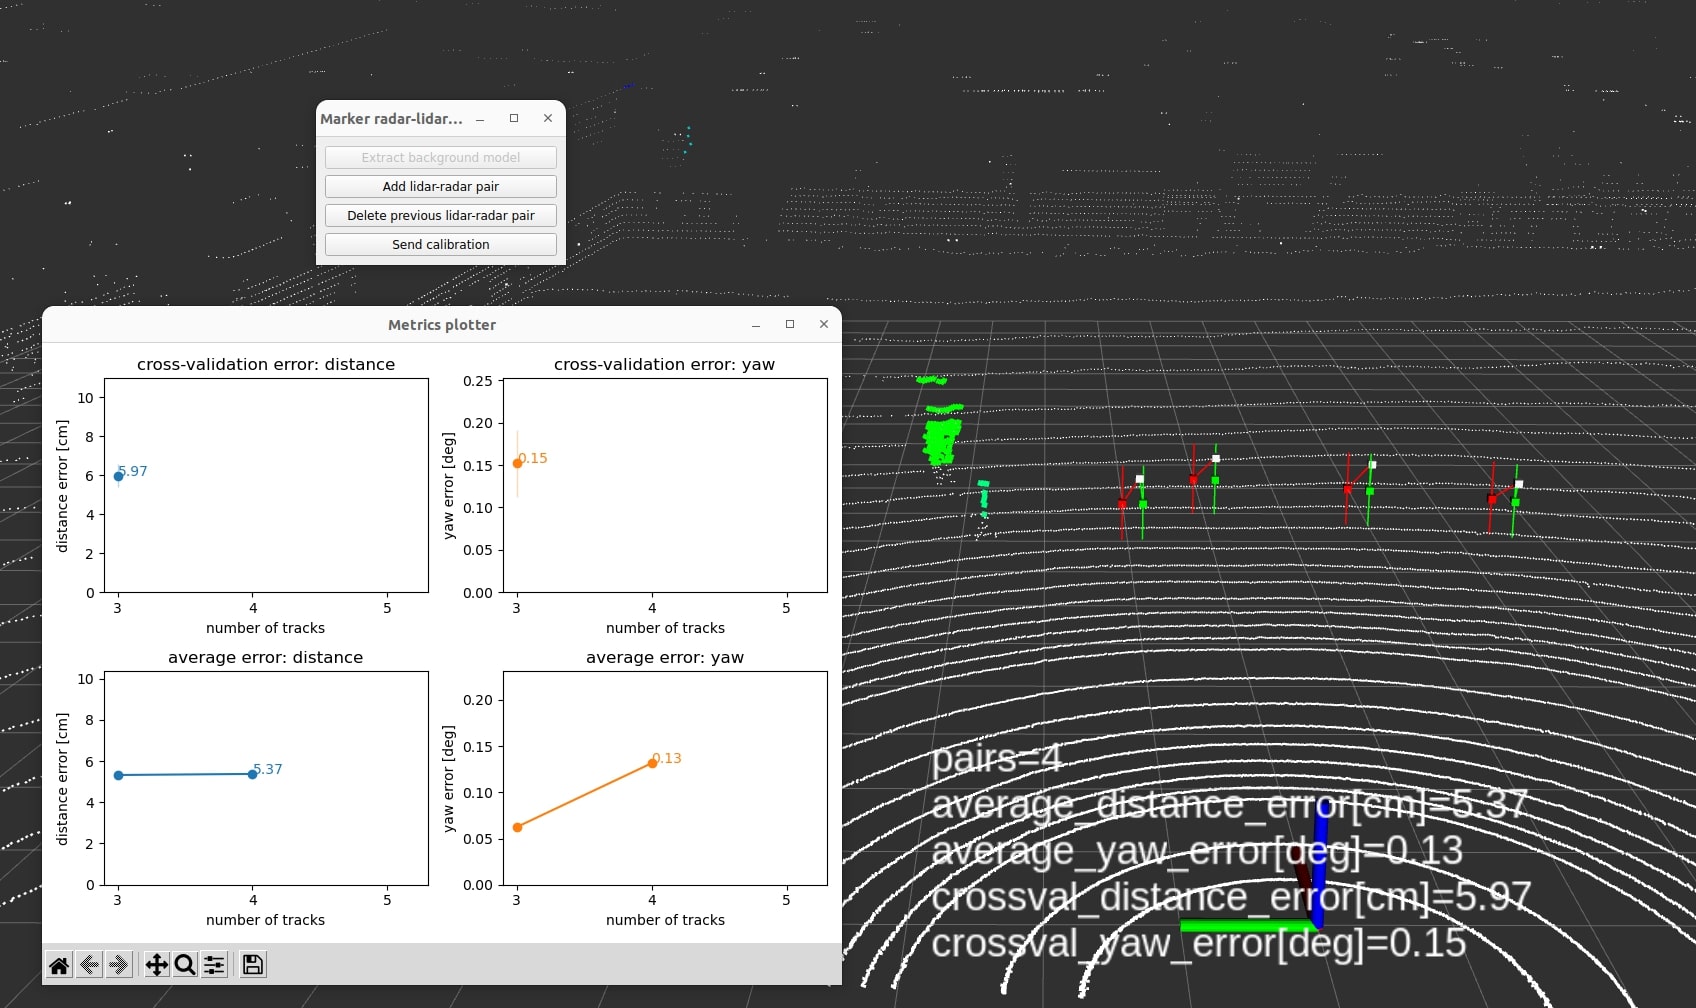 Marker radar-lidar...
Extract background model
Add lidar-radar pair
Delete previous lidar-radar pair
Send calibration
Metrics plotter
cross-validation error: distance
distance error [cm]
10
8
6
4
2
0
5.97
3 4 5
number of tracks
cross-validation error: yaw
yaw error [deg]
0.25
0.20
0.15
0.10
0.05
0.00
0.15
3 4 5
number of tracks
average error: distance
distance error [cm]
10
8
6
4
2
0
5.37
3 4 5
number of tracks
average error: yaw
yaw error [deg]
0.20
0.15
0.10
0.05
0.00
0.13
3 4 5
number of tracks
pairs=4
average_distance_error[cm]=5.37
average_yaw_error[deg]=0.13
crossval_distance_error[cm]=5.97
crossval_yaw_error[deg]=0.15